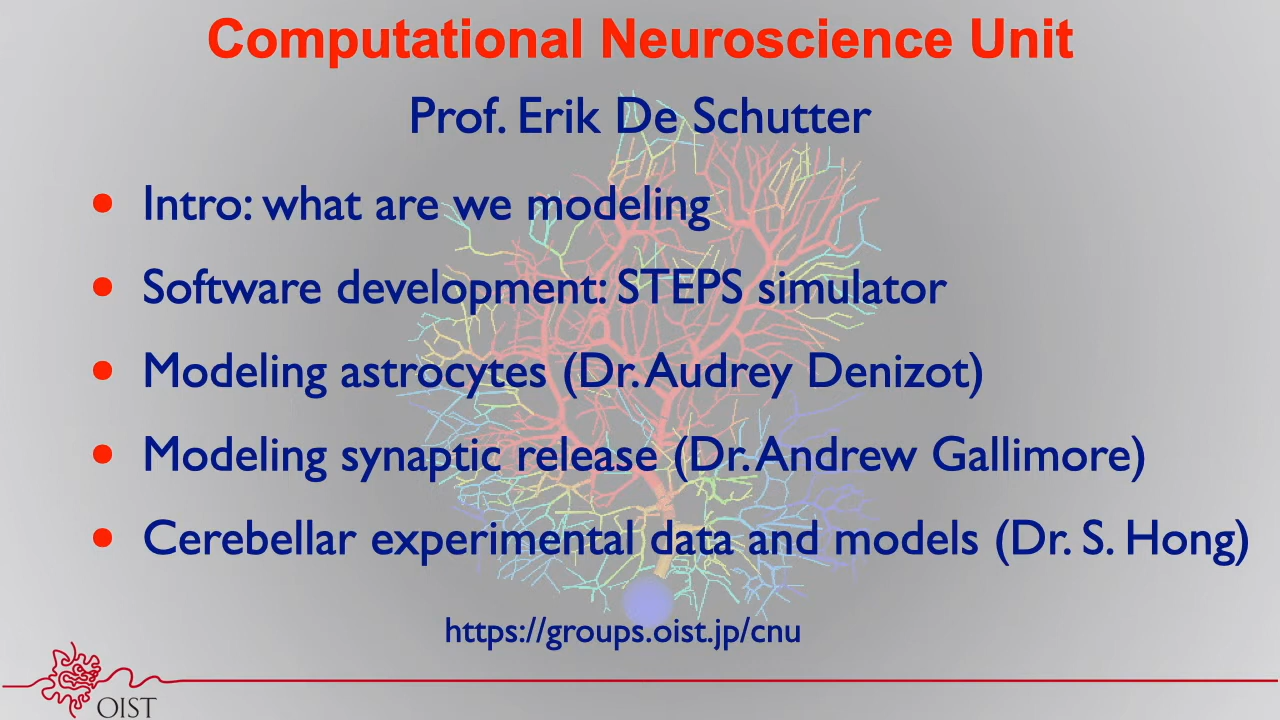 Computational Neuroscience Unit
Prof. Erik De Schutter
• Intro: what are we modeling
• Software development: STEPS simulator
• Modeling astrocytes (Dr. Audrey Denizot)
• Modeling synaptic release (Dr. Andrew Gallimore)
• Cerebellar experimental data and models (Dr. S. Hong)
https://groups.oist.jp/cnu
OIST